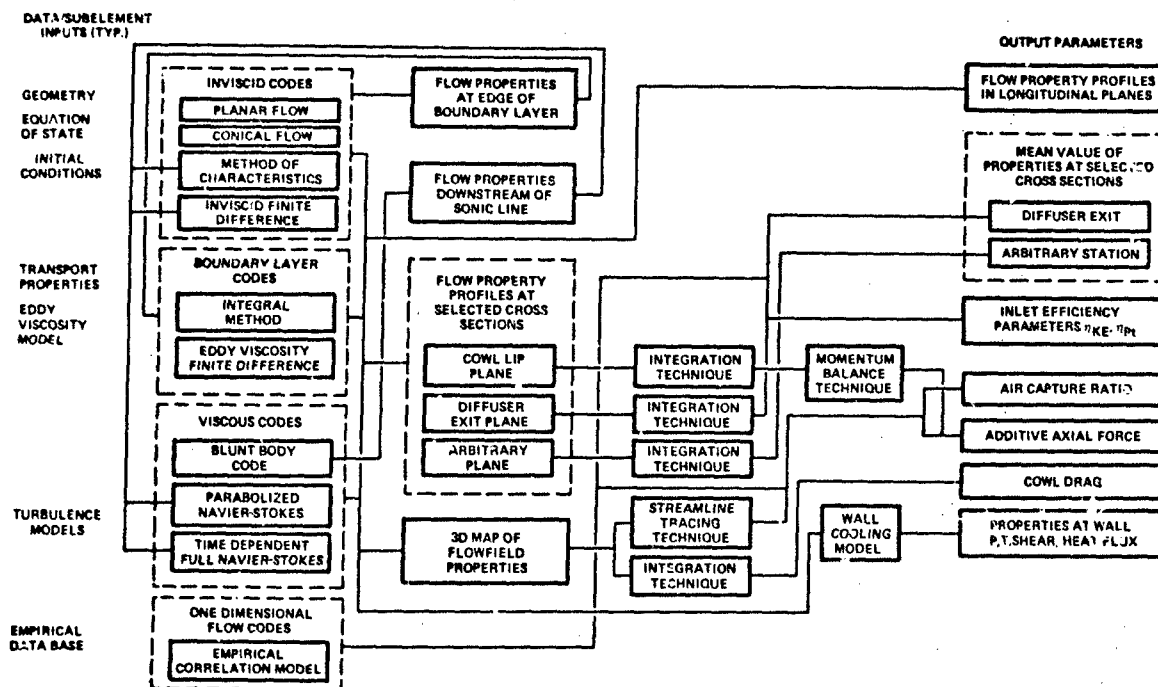 DATA/SUBELEMENT
INPUTS (TYP.)
GEOMETRY
EQUATION
OF STATE
INITIAL
CONDITIONS
TRANSPORT
PROPERTIES
EDDY
VISCOSITY
MODEL
TURBULENCE
MODELS
EMPIRICAL
DATA BASE
INVISCID CODES
PLANAR FLOW
CONICAL FLOW
METHOD OF
CHARACTERISTICS
INVISCID FINITE
DIFFERENCE
BOUNDARY LAYER
CODES
INTEGRAL
METHOD
EDDY VISCOSITY
FINITE DIFFERENCE
VISCOUS CODES
BLUNT BODY
CODE
PARABOLIZED
NAVIER-STOKES
TIME DEPENDENT
FULL NAVIER-STOKES
ONE DIMENSIONAL
FLOW CODES
EMPIRICAL
CORRELATION MODEL
FLOW PROPERTIES
AT EDGE OF
BOUNDARY LAYER
FLOW PROPERTIES
DOWNSTREAM OF
SONIC LINE
FLOW PROPERTY
PROFILES AT
SELECTED CROSS
SECTIONS
COWL LIP
PLANE
DIFFUSER
EXIT PLANE
ARBITRARY
PLANE
3D MAP OF
FLOWFIELD
PROPERTIES
INTEGRATION
TECHNIQUE
INTEGRATION
TECHNIQUE
INTEGRATION
TECHNIQUE
STREAMLINE
TRACING
TECHNIQUE
INTEGRATION
TECHNIQUE
MOMENTUM
BALANCE
TECHNIQUE
WALL
COOLING
MODEL
OUTPUT PARAMETERS
FLOW PROPERTY PROFILES
IN LONGITUDINAL PLANES
MEAN VALUE OF
PROPERTIES AT SELECTED
CROSS SECTIONS
DIFFUSER EXIT
ARBITRARY STATION
INLET EFFICIENCY
PARAMETERS ηKE, ηPt
AIR CAPTURE RATIO
ADDITIVE AXIAL FORCE
COWL DRAG
PROPERTIES AT WALL
P,T,SHEAR, HEAT FLUX